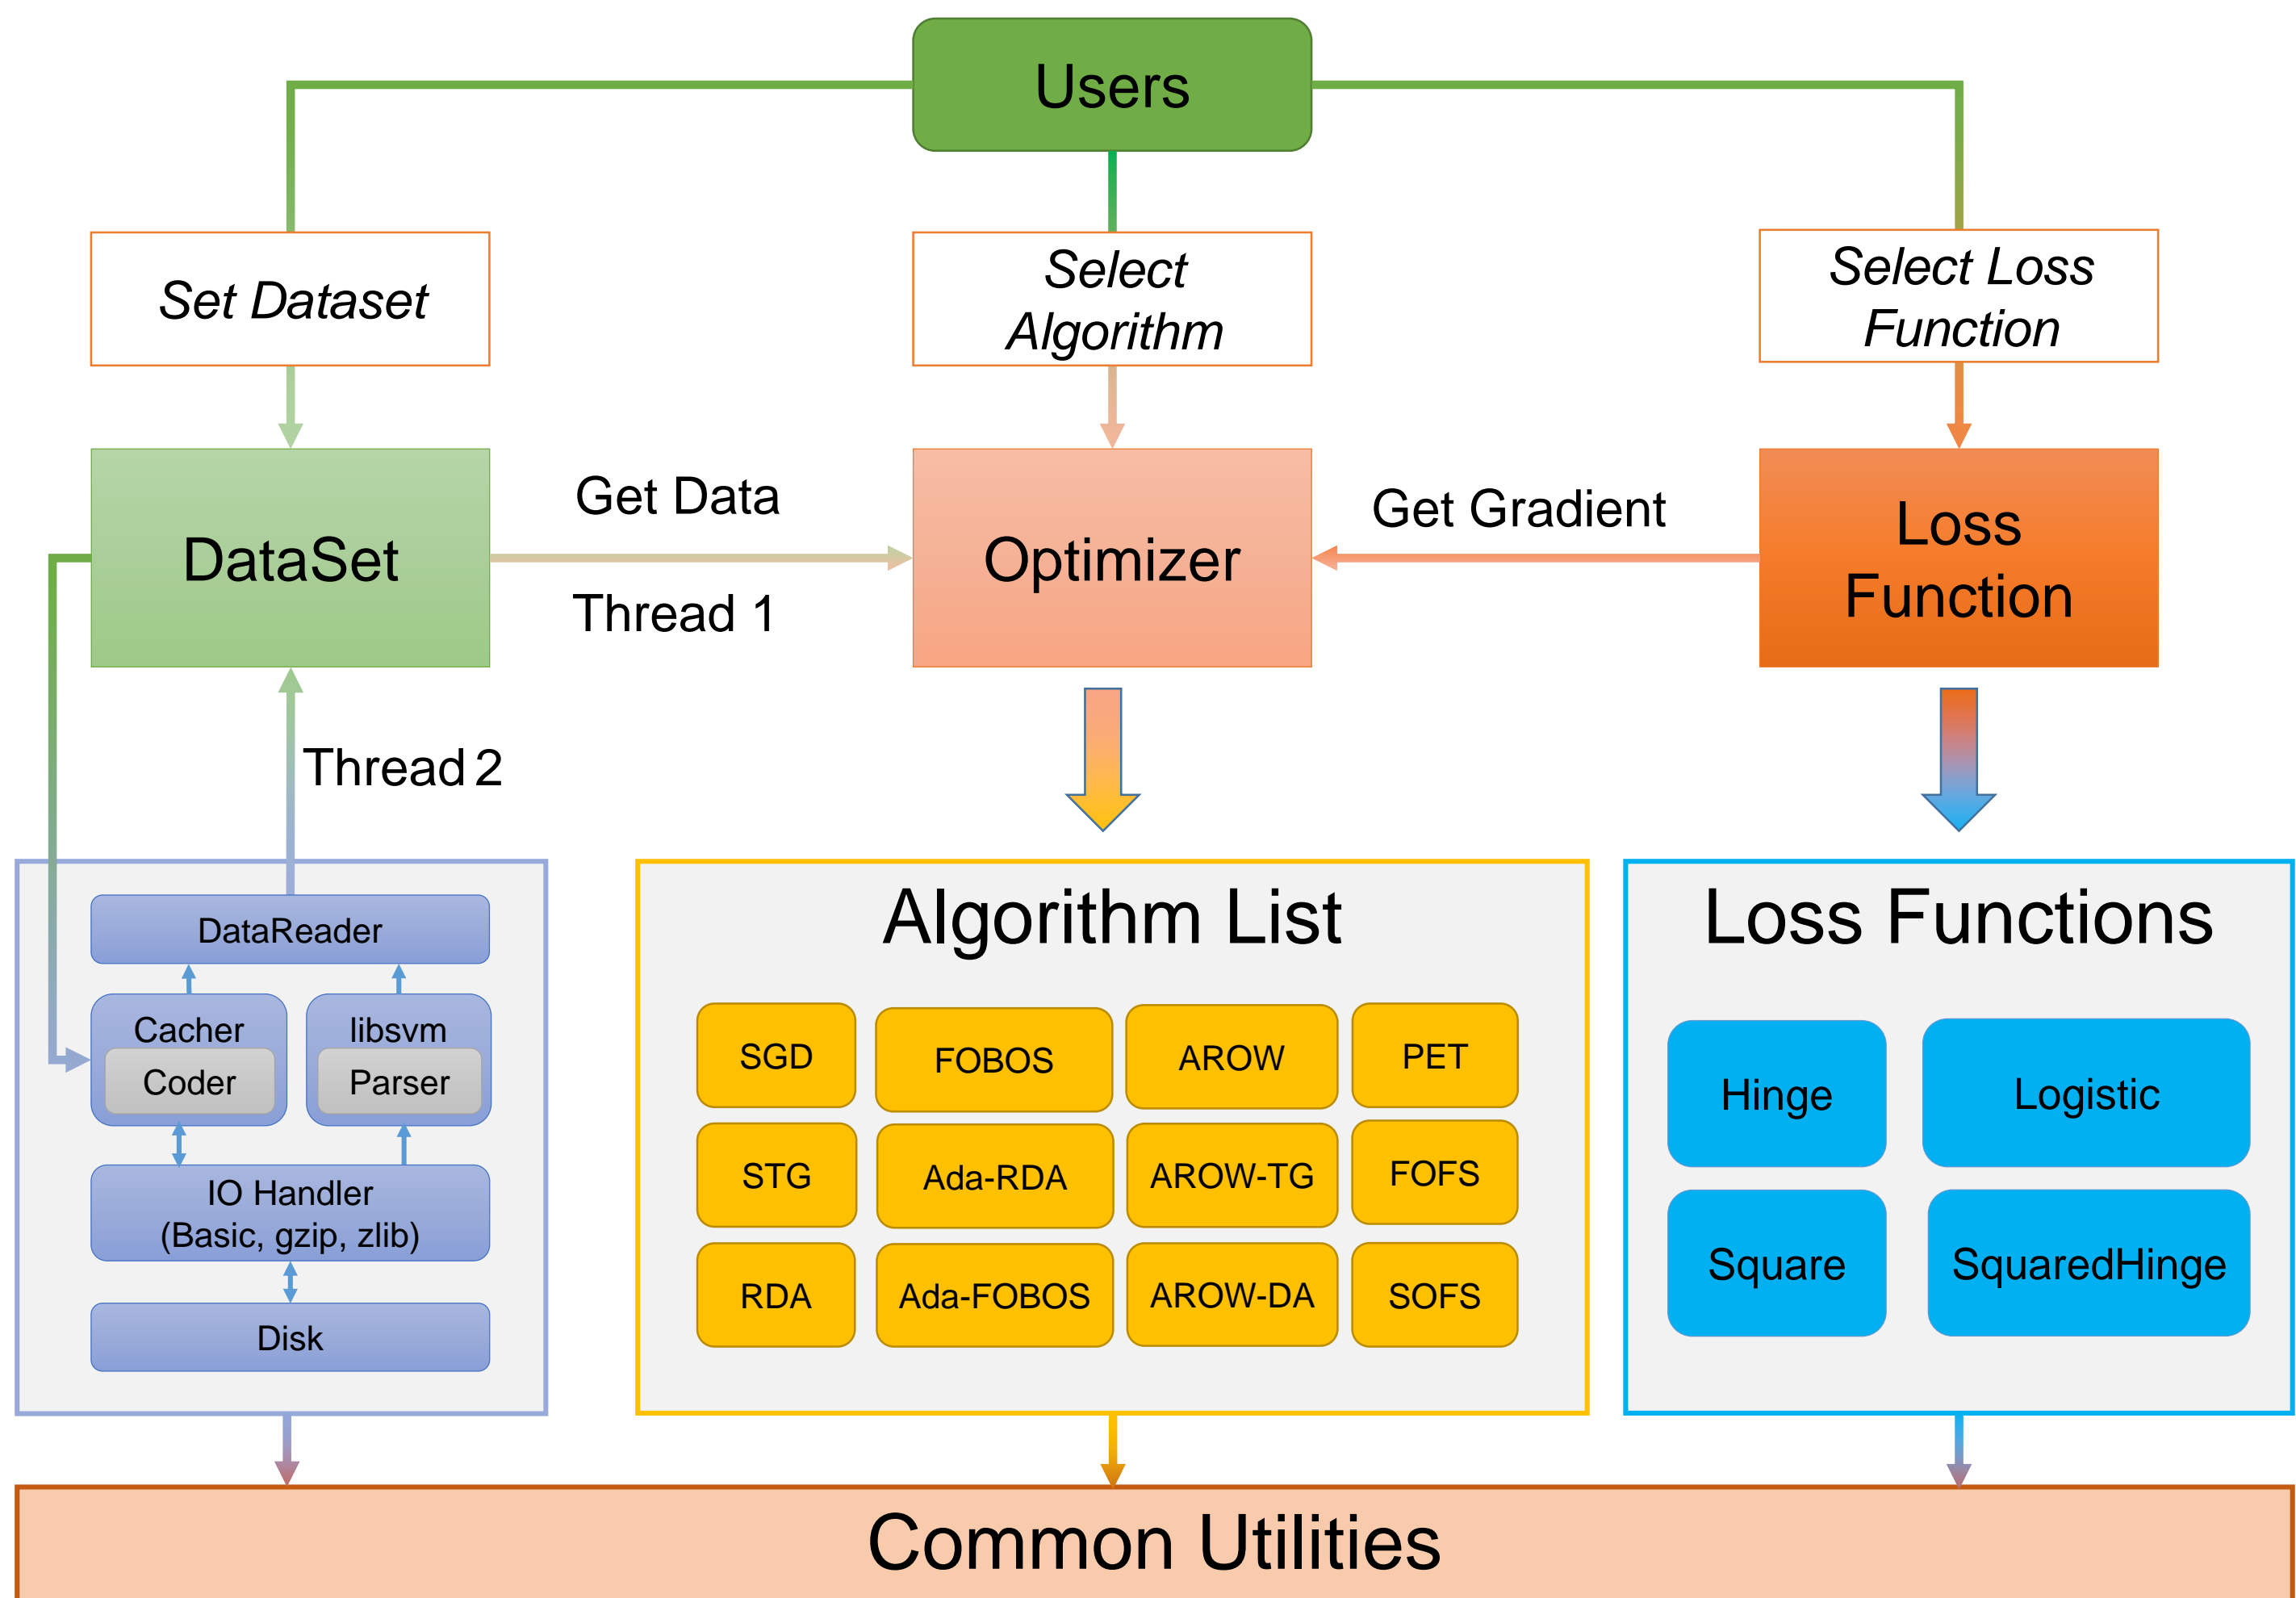 Users
Set Dataset
Select
Algorithm
Select Loss
Function
DataSet
Get Data
Thread 1
Optimizer
Get Gradient
Loss
Function
Thread 2
DataReader
Cacher
Coder
libsvm
Parser
IO Handler
(Basic, gzip, zlib)
Disk
Algorithm List
SGD
FOBOS
AROW
PET
STG
Ada-RDA
AROW-TG
FOFS
RDA
Ada-FOBOS
AROW-DA
SOFS
Loss Functions
Hinge
Logistic
Square
SquaredHinge
Common Utilities